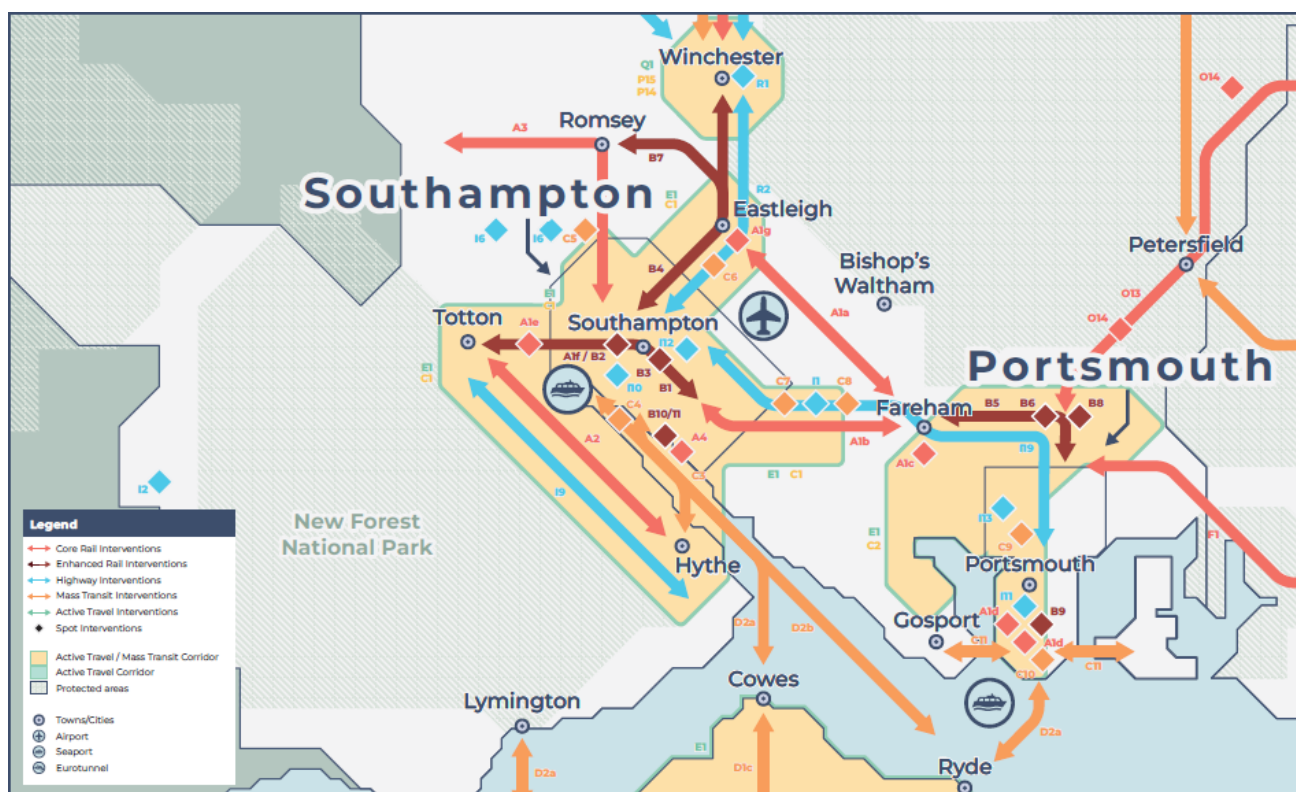 Winchester
Q1
P15
P14
R1
O14
Romsey
A3
B7
Southampton
E1
C1
R2
Eastleigh
I6
I6
C5
A1g
Petersfield
B4
C6
Bishop's
Waltham
E1
O13
Totton
A1e
Southampton
A1a
O14
A1f / B2
I12
B3
E1
C1
I10
B1
Portsmouth
C7
I1
C8
C4
B10/11
Fareham
B5
B6
B8
A2
A4
A1b
I19
A1c
C3
E1
C1
I2
I9
New Forest
National Park
I13
E1
C2
C9
F1
Hythe
Portsmouth
I11
A1d
B9
Gosport
D2a
D2b
C11
A1d
C10
C11
Cowes
Lymington
D2a
E1
D2a
D1c
Ryde
Legend
Core Rail Interventions
Enhanced Rail Interventions
Highway Interventions
Mass Transit Interventions
Active Travel Interventions
Spot Interventions
Active Travel / Mass Transit Corridor
Active Travel Corridor
Protected areas
Towns/Cities
Airport
Seaport
Eurotunnel